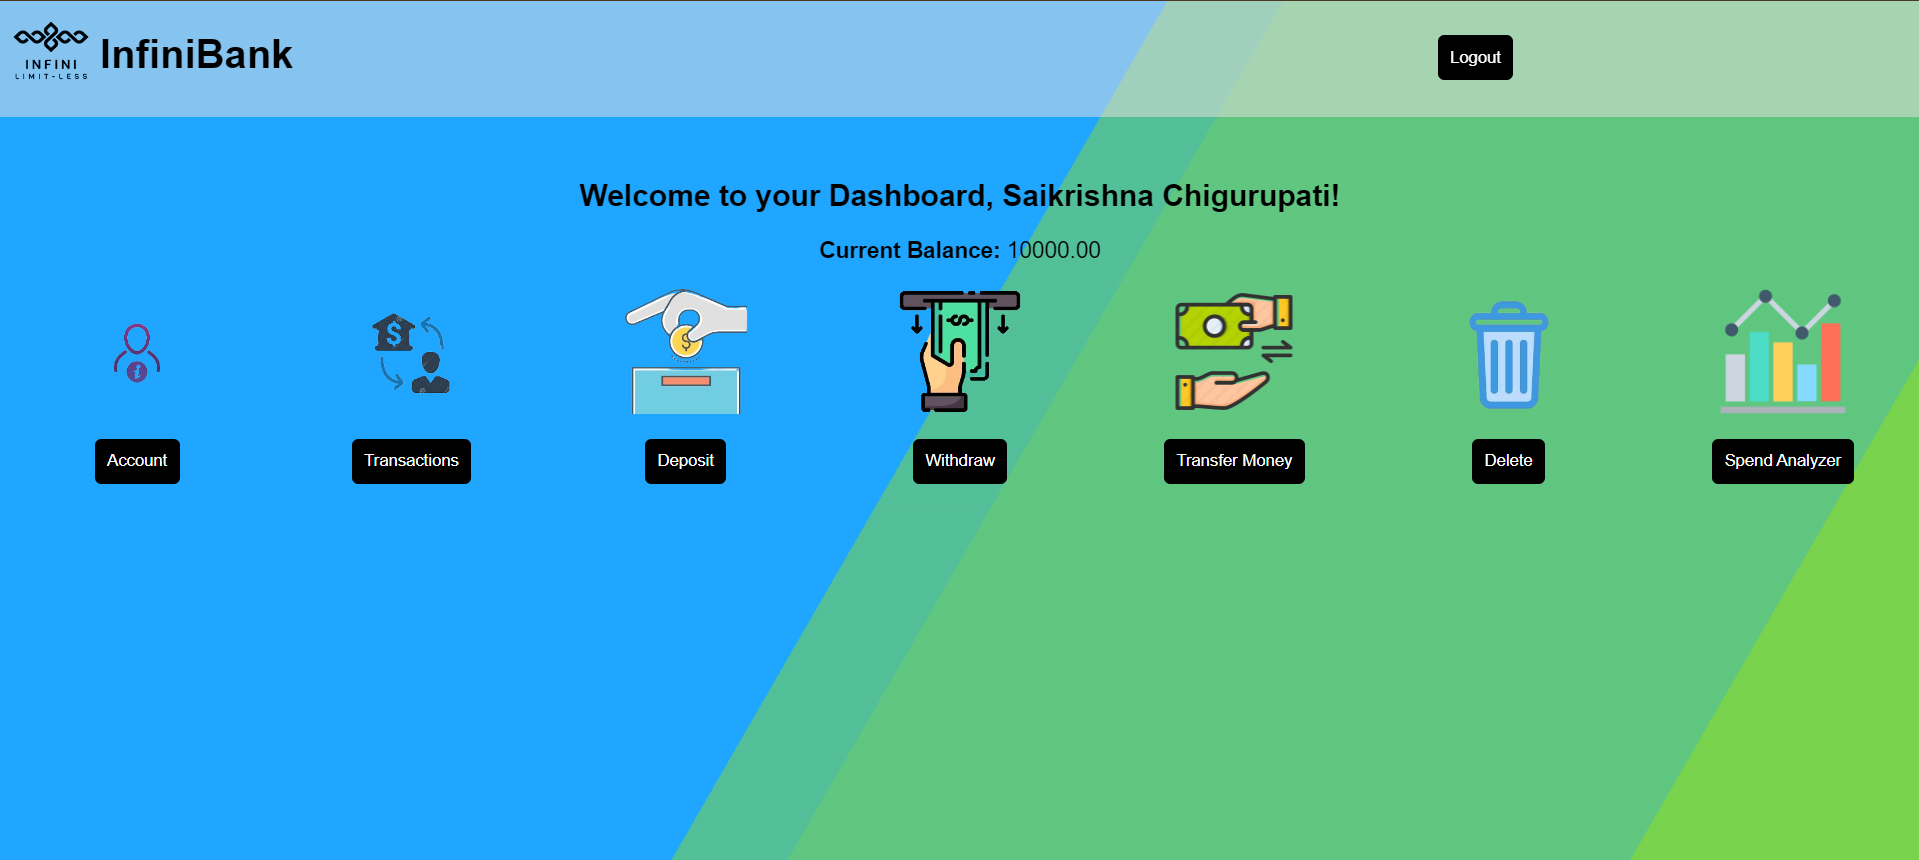 INFINI
LIMIT-LESS
InfiniBank
Logout
Welcome to your Dashboard, Saikrishna Chigurupati!
Current Balance: 10000.00
$
i
$
$
Account
Transactions
Deposit
Withdraw
Transfer Money
Delete
Spend Analyzer